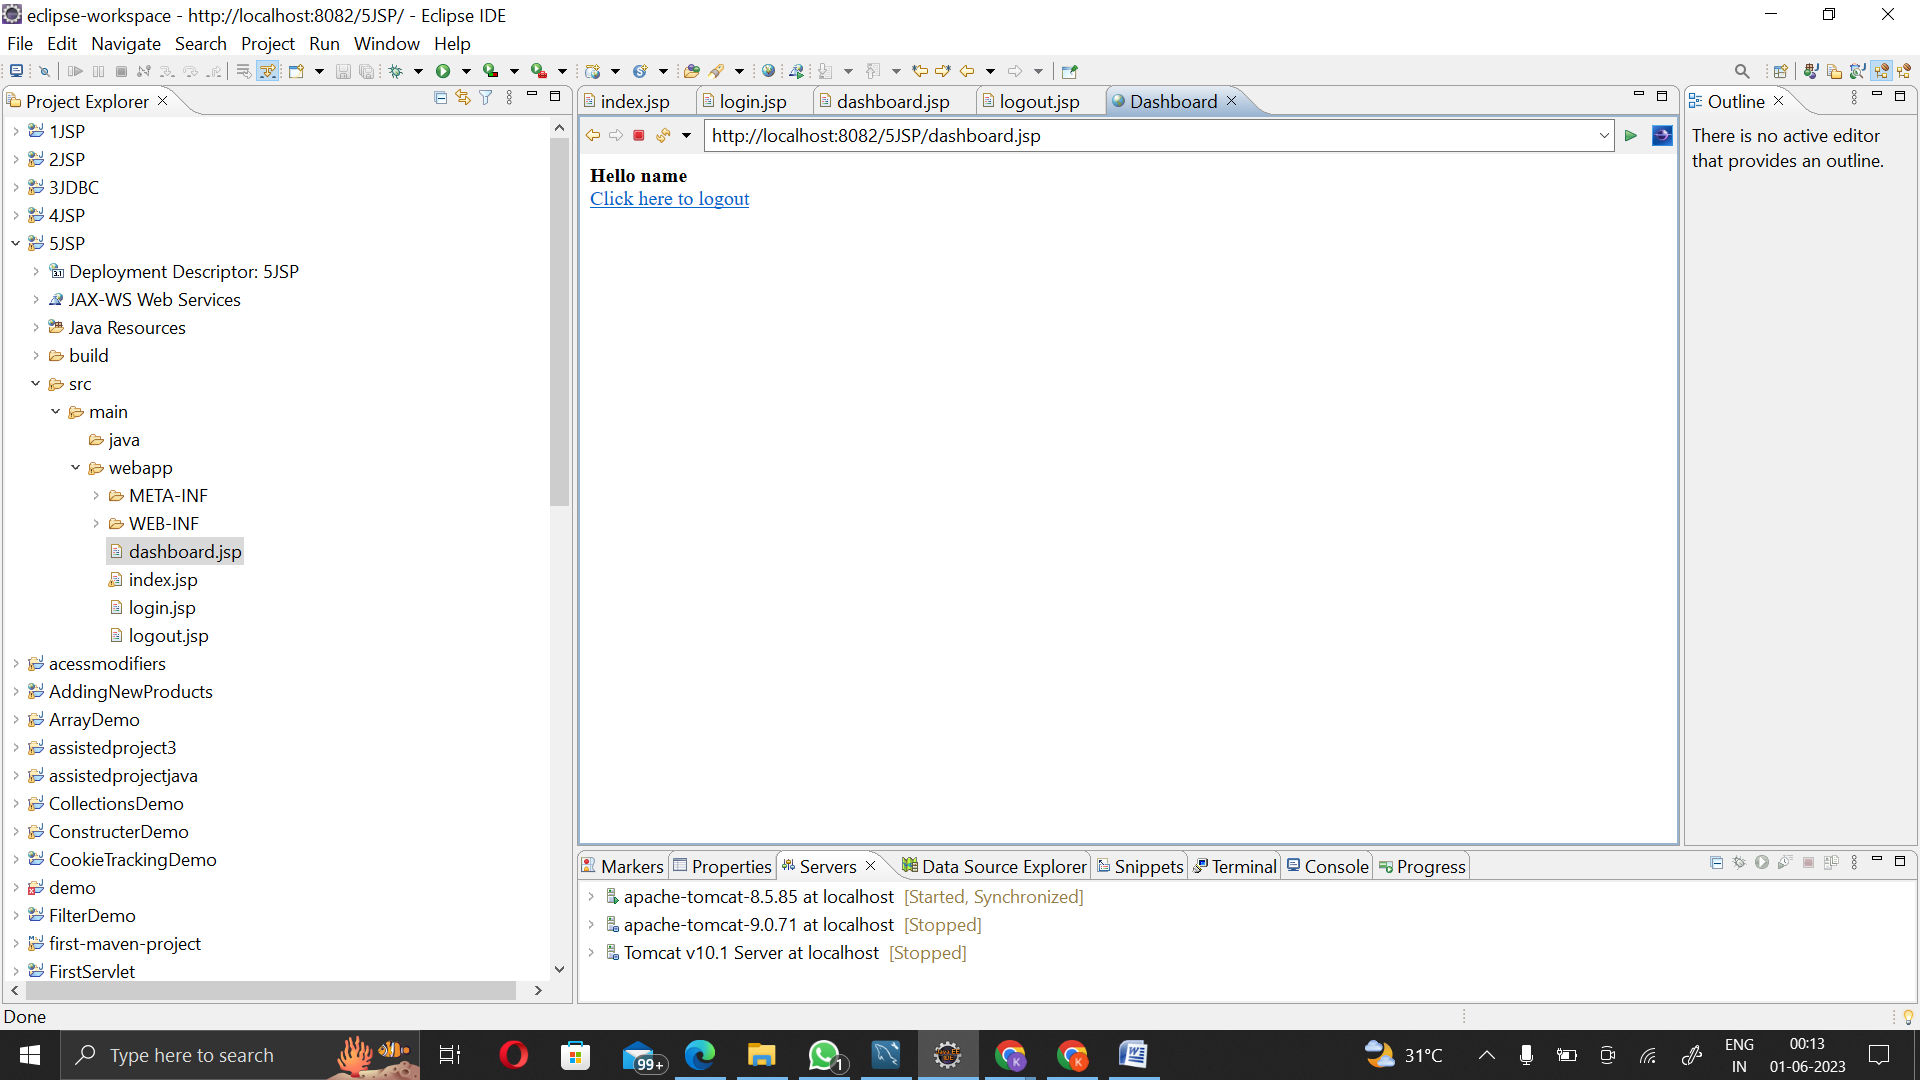 eclipse-workspace - http://localhost:8082/5JSP/ - Eclipse IDE
File Edit Navigate Search Project Run Window Help
Project Explorer
1JSP
2JSP
3JDBC
4JSP
5JSP
Deployment Descriptor: 5JSP
JAX-WS Web Services
Java Resources
build
src
main
java
webapp
META-INF
WEB-INF
dashboard.jsp
index.jsp
login.jsp
logout.jsp
acessmodifiers
AddingNewProducts
ArrayDemo
assistedproject3
assistedprojectjava
CollectionsDemo
ConstructerDemo
CookieTrackingDemo
demo
FilterDemo
first-maven-project
FirstServlet
index.jsp login.jsp dashboard.jsp logout.jsp Dashboard
http://localhost:8082/5JSP/dashboard.jsp
Hello name
Click here to logout
Outline
There is no active editor
that provides an outline.
Markers Properties Servers Data Source Explorer Snippets Terminal Console Progress
apache-tomcat-8.5.85 at localhost [Started, Synchronized]
apache-tomcat-9.0.71 at localhost [Stopped]
Tomcat v10.1 Server at localhost [Stopped]
Done
Type here to search
99+
1
K
K
31°C
ENG
IN
00:13
01-06-2023